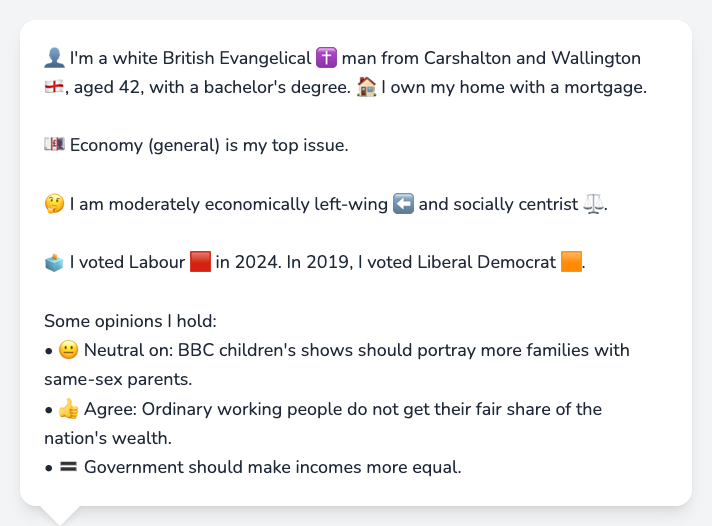 👤 I'm a white British Evangelical ✝️ man from Carshalton and Wallington
🏴󠁧󠁢󠁥󠁮󠁧󠁿, aged 42, with a bachelor's degree. 🏠 I own my home with a mortgage.
💷 Economy (general) is my top issue.
🤔 I am moderately economically left-wing ⬅️ and socially centrist ⚖️.
🗳️ I voted Labour 🟥 in 2024. In 2019, I voted Liberal Democrat 🟧.
Some opinions I hold:
• 😐 Neutral on: BBC children's shows should portray more families with
same-sex parents.
• 👍 Agree: Ordinary working people do not get their fair share of the
nation's wealth.
• 🟰 Government should make incomes more equal.